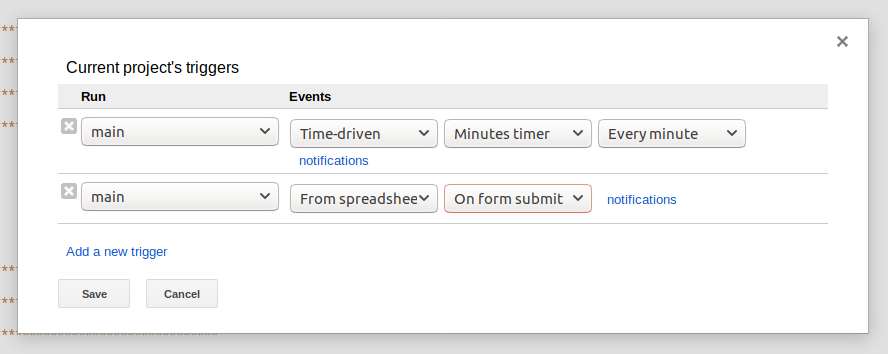 Current project's triggers
Run Events
main Time-driven Minutes timer Every minute
notifications
main From spreadshee On form submit notifications
Add a new trigger
Save Cancel